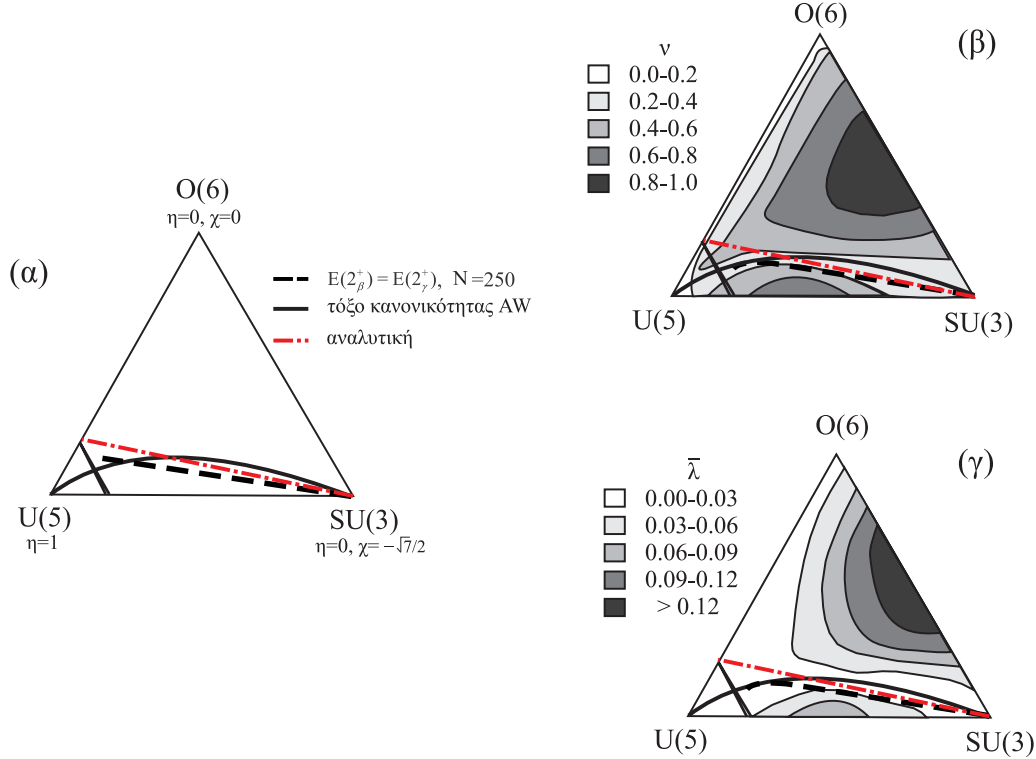 (α)
O(6)
η=0, χ=0
E(2⁺β)=E(2⁺γ), N=250
τόξο κανονικότητας AW
αναλυτική
U(5)
η=1
SU(3)
η=0, χ=−√7/2
(β)
O(6)
ν
0.0-0.2
0.2-0.4
0.4-0.6
0.6-0.8
0.8-1.0
U(5)
SU(3)
(γ)
O(6)
λ̅
0.00-0.03
0.03-0.06
0.06-0.09
0.09-0.12
> 0.12
U(5)
SU(3)